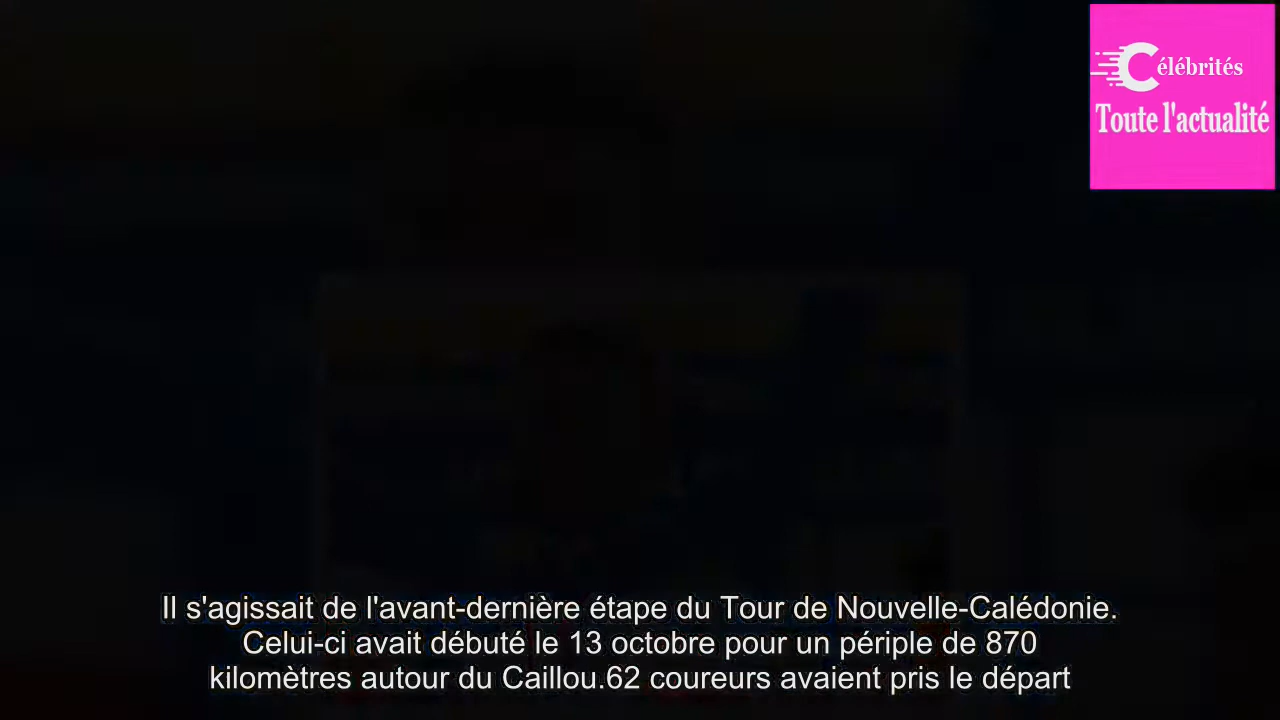 Célébrités
Toute l'actualité
Il s'agissait de l'avant-dernière étape du Tour de Nouvelle-Calédonie.
Celui-ci avait débuté le 13 octobre pour un périple de 870
kilomètres autour du Caillou.62 coureurs avaient pris le départ